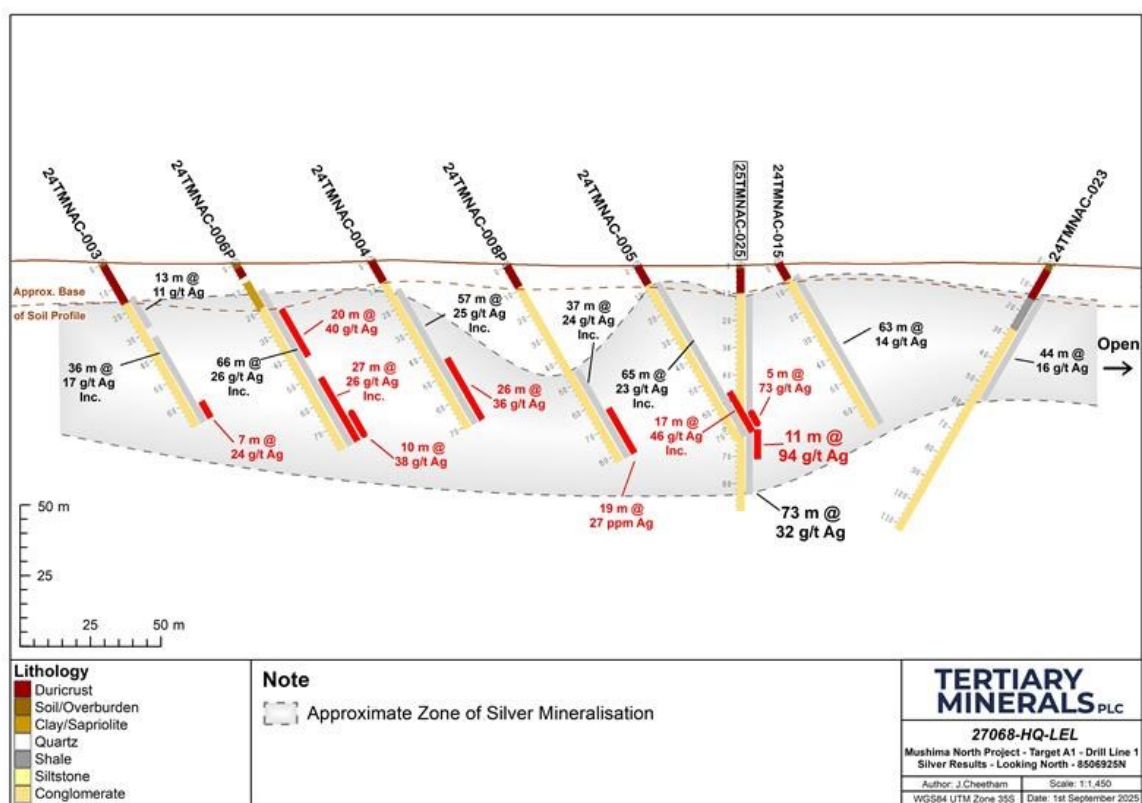 24TMNAC-003
24TMNAC-006P
24TMNAC-004
24TMNAC-008P
24TMNAC-005
25TMNAC-025
24TMNAC-015
24TMNAC-023
Approx. Base
of Soil Profile
13 m @
11 g/t Ag
36 m @
17 g/t Ag
Inc.
7 m @
24 g/t Ag
20 m @
40 g/t Ag
66 m @
26 g/t Ag
Inc.
27 m @
26 g/t Ag
Inc.
10 m @
38 g/t Ag
57 m @
25 g/t Ag
Inc.
26 m @
36 g/t Ag
37 m @
24 g/t Ag
Inc.
19 m @
27 ppm Ag
65 m @
23 g/t Ag
Inc.
17 m @
46 g/t Ag
Inc.
5 m @
73 g/t Ag
11 m @
94 g/t Ag
73 m @
32 g/t Ag
63 m @
14 g/t Ag
44 m @
16 g/t Ag
Open
50 m
25
0
25
50 m
Lithology
Duricrust
Soil/Overburden
Clay/Sapriolite
Quartz
Shale
Siltstone
Conglomerate
Note
Approximate Zone of Silver Mineralisation
TERTIARY
MINERALS PLC
27068-HQ-LEL
Mushima North Project - Target A1 - Drill Line 1
Silver Results - Looking North - 8506925N
Author: J.Cheetham
Scale: 1:1,450
WGS84 UTM Zone 35S
Date: 1st September 2025